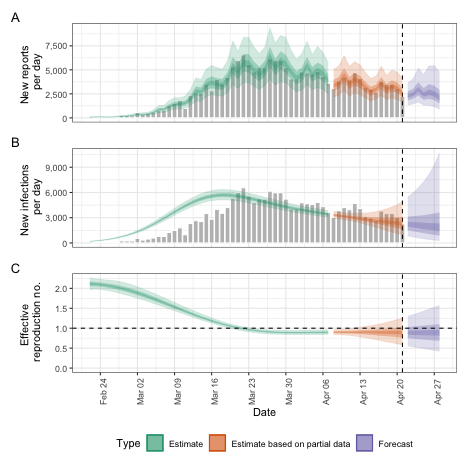 A
New reports
per day
7,500
5,000
2,500
0
B
New infections
per day
9,000
6,000
3,000
0
C
Effective
reproduction no.
2.0
1.5
1.0
0.5
0.0
Feb 24
Mar 02
Mar 09
Mar 16
Mar 23
Mar 30
Apr 06
Apr 13
Apr 20
Apr 27
Date
Type Estimate Estimate based on partial data Forecast